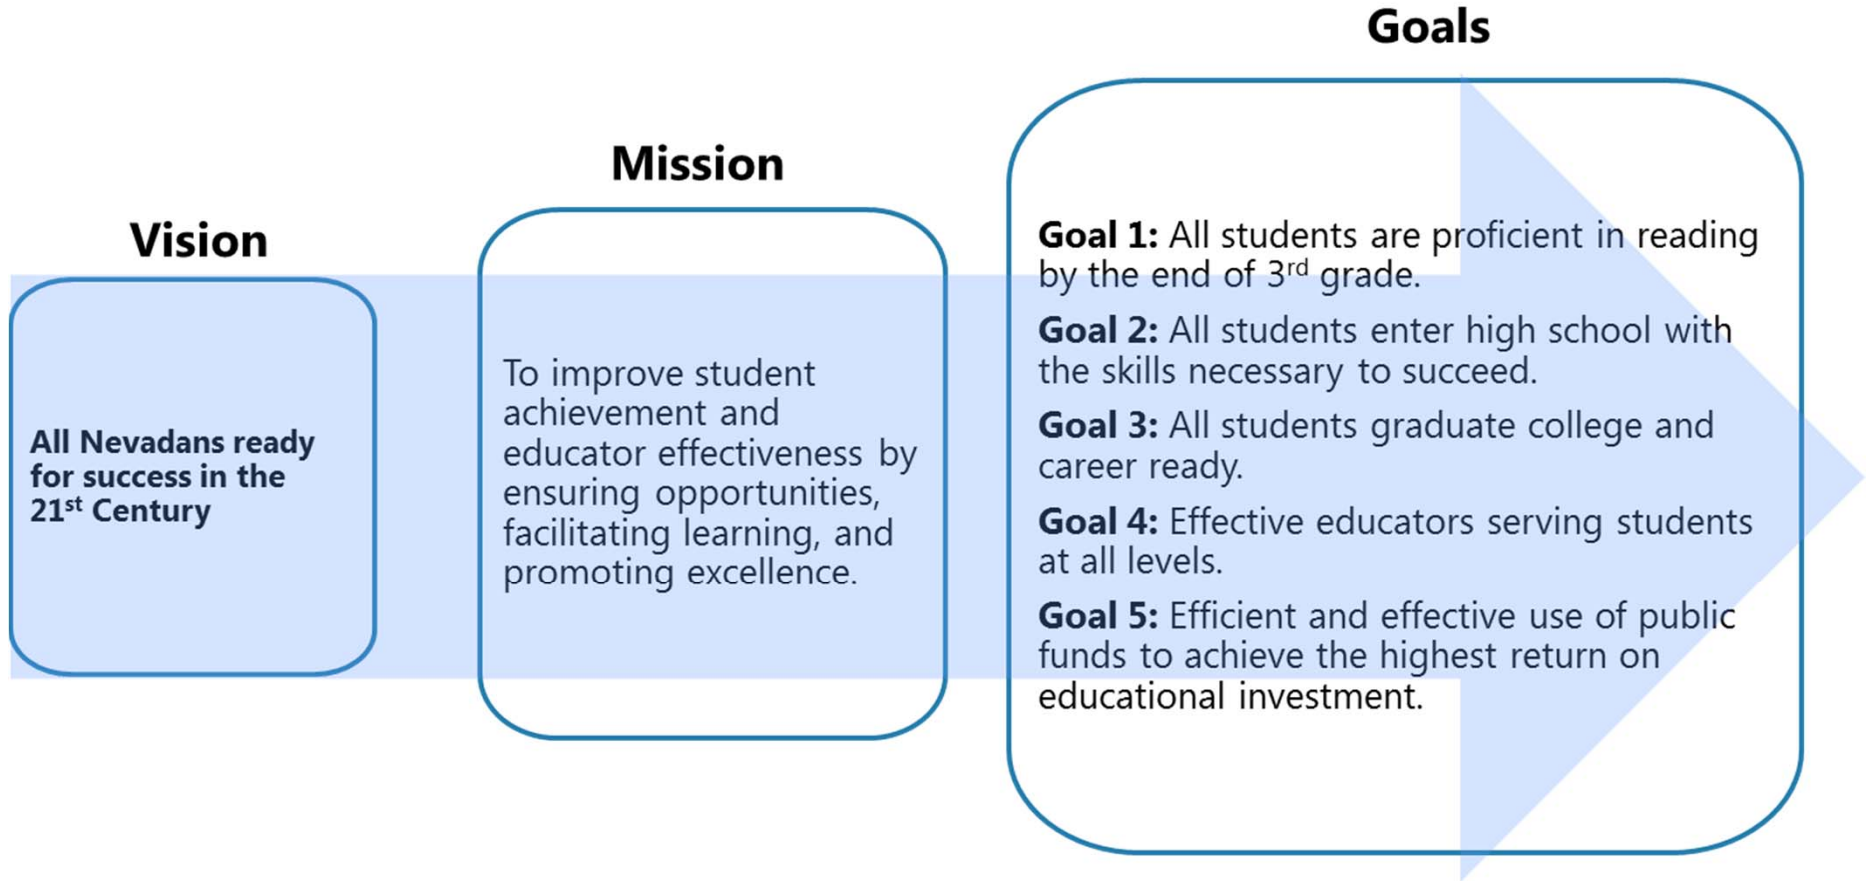 Vision
All Nevadans ready
for success in the
21st Century
Mission
To improve student
achievement and
educator effectiveness by
ensuring opportunities,
facilitating learning, and
promoting excellence.
Goals
Goal 1: All students are proficient in reading
by the end of 3rd grade.
Goal 2: All students enter high school with
the skills necessary to succeed.
Goal 3: All students graduate college and
career ready.
Goal 4: Effective educators serving students
at all levels.
Goal 5: Efficient and effective use of public
funds to achieve the highest return on
educational investment.